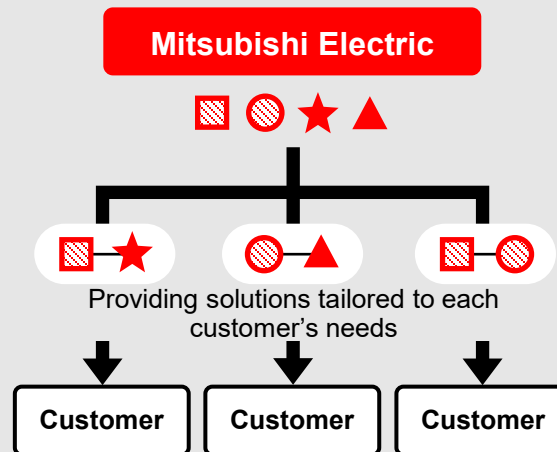 Mitsubishi Electric
Providing solutions tailored to each
customer’s needs
Customer
Customer
Customer